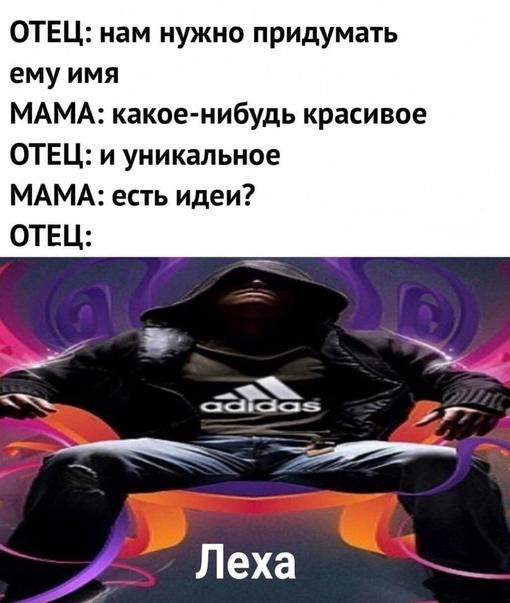 ОТЕЦ: нам нужно придумать
ему имя
МАМА: какое-нибудь красивое
ОТЕЦ: и уникальное
МАМА: есть идеи?
ОТЕЦ:
adidas
Леха